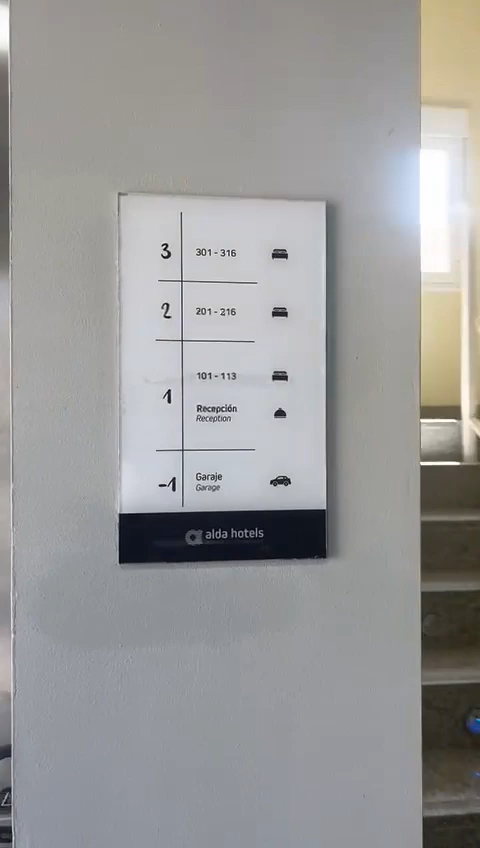 3 301 - 316
2 201 - 216
101 - 113
1
Recepción
Reception
-1 Garaje
Garage
alda hotels